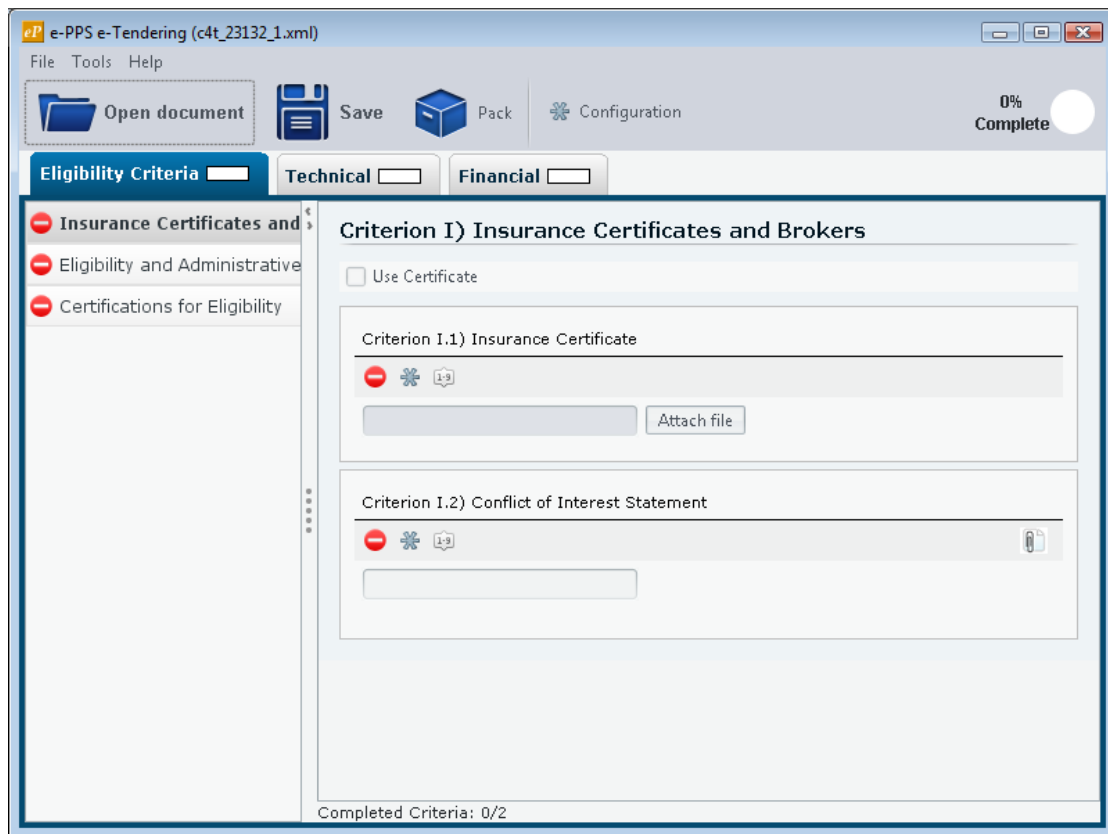 eP e-PPS e-Tendering (c4t_23132_1.xml)
File Tools Help
Open document Save Pack Configuration 0% Complete
Eligibility Criteria Technical Financial
Insurance Certificates and
Eligibility and Administrative
Certifications for Eligibility
Criterion I) Insurance Certificates and Brokers
Use Certificate
Criterion I.1) Insurance Certificate
1-9
Attach file
Criterion I.2) Conflict of Interest Statement
1-9
Completed Criteria: 0/2